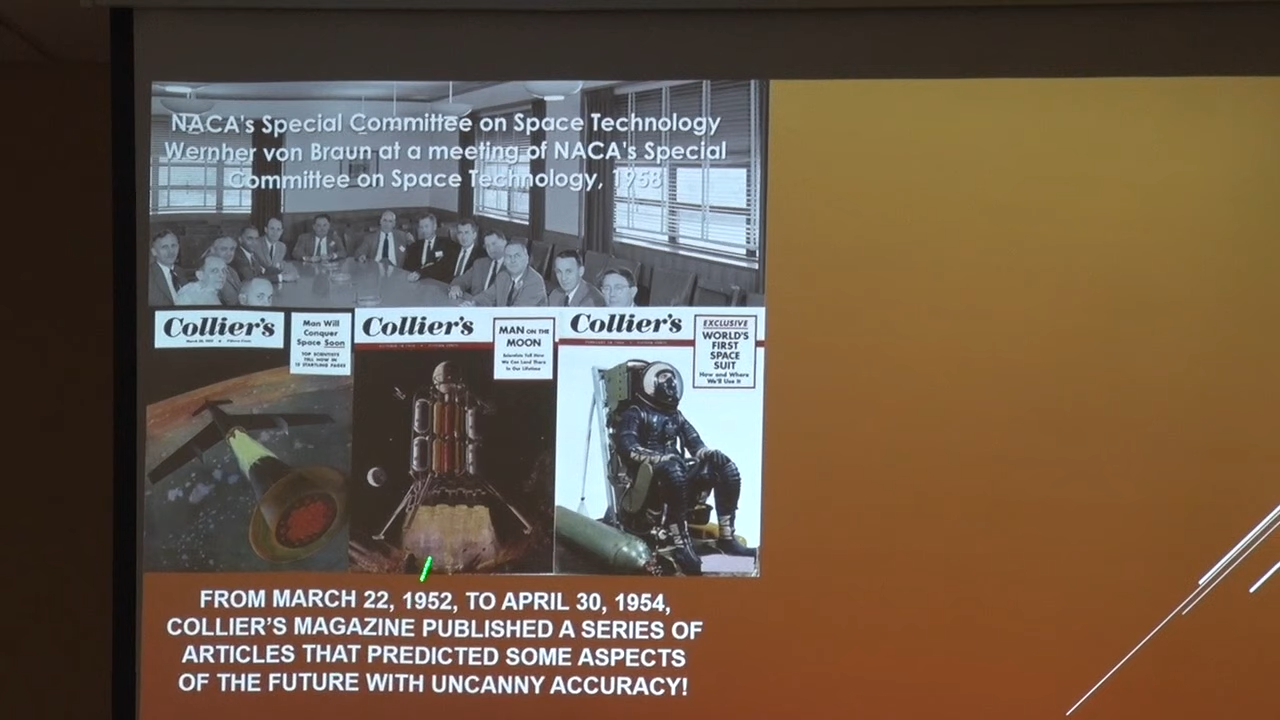 NACA's Special Committee on Space Technology
Wernher von Braun at a meeting of NACA's Special
Committee on Space Technology, 1958
Collier's
Man Will
Conquer
Space Soon
TOP SCIENTISTS
TELL HOW IN
15 STARTLING PAGES
Collier's
MAN ON THE
MOON
Scientists Tell How
We Can Land There
In Our Lifetime
Collier's
EXCLUSIVE
WORLD'S
FIRST
SPACE
SUIT
How and Where
We'll Use It
FROM MARCH 22, 1952, TO APRIL 30, 1954,
COLLIER'S MAGAZINE PUBLISHED A SERIES OF
ARTICLES THAT PREDICTED SOME ASPECTS
OF THE FUTURE WITH UNCANNY ACCURACY!